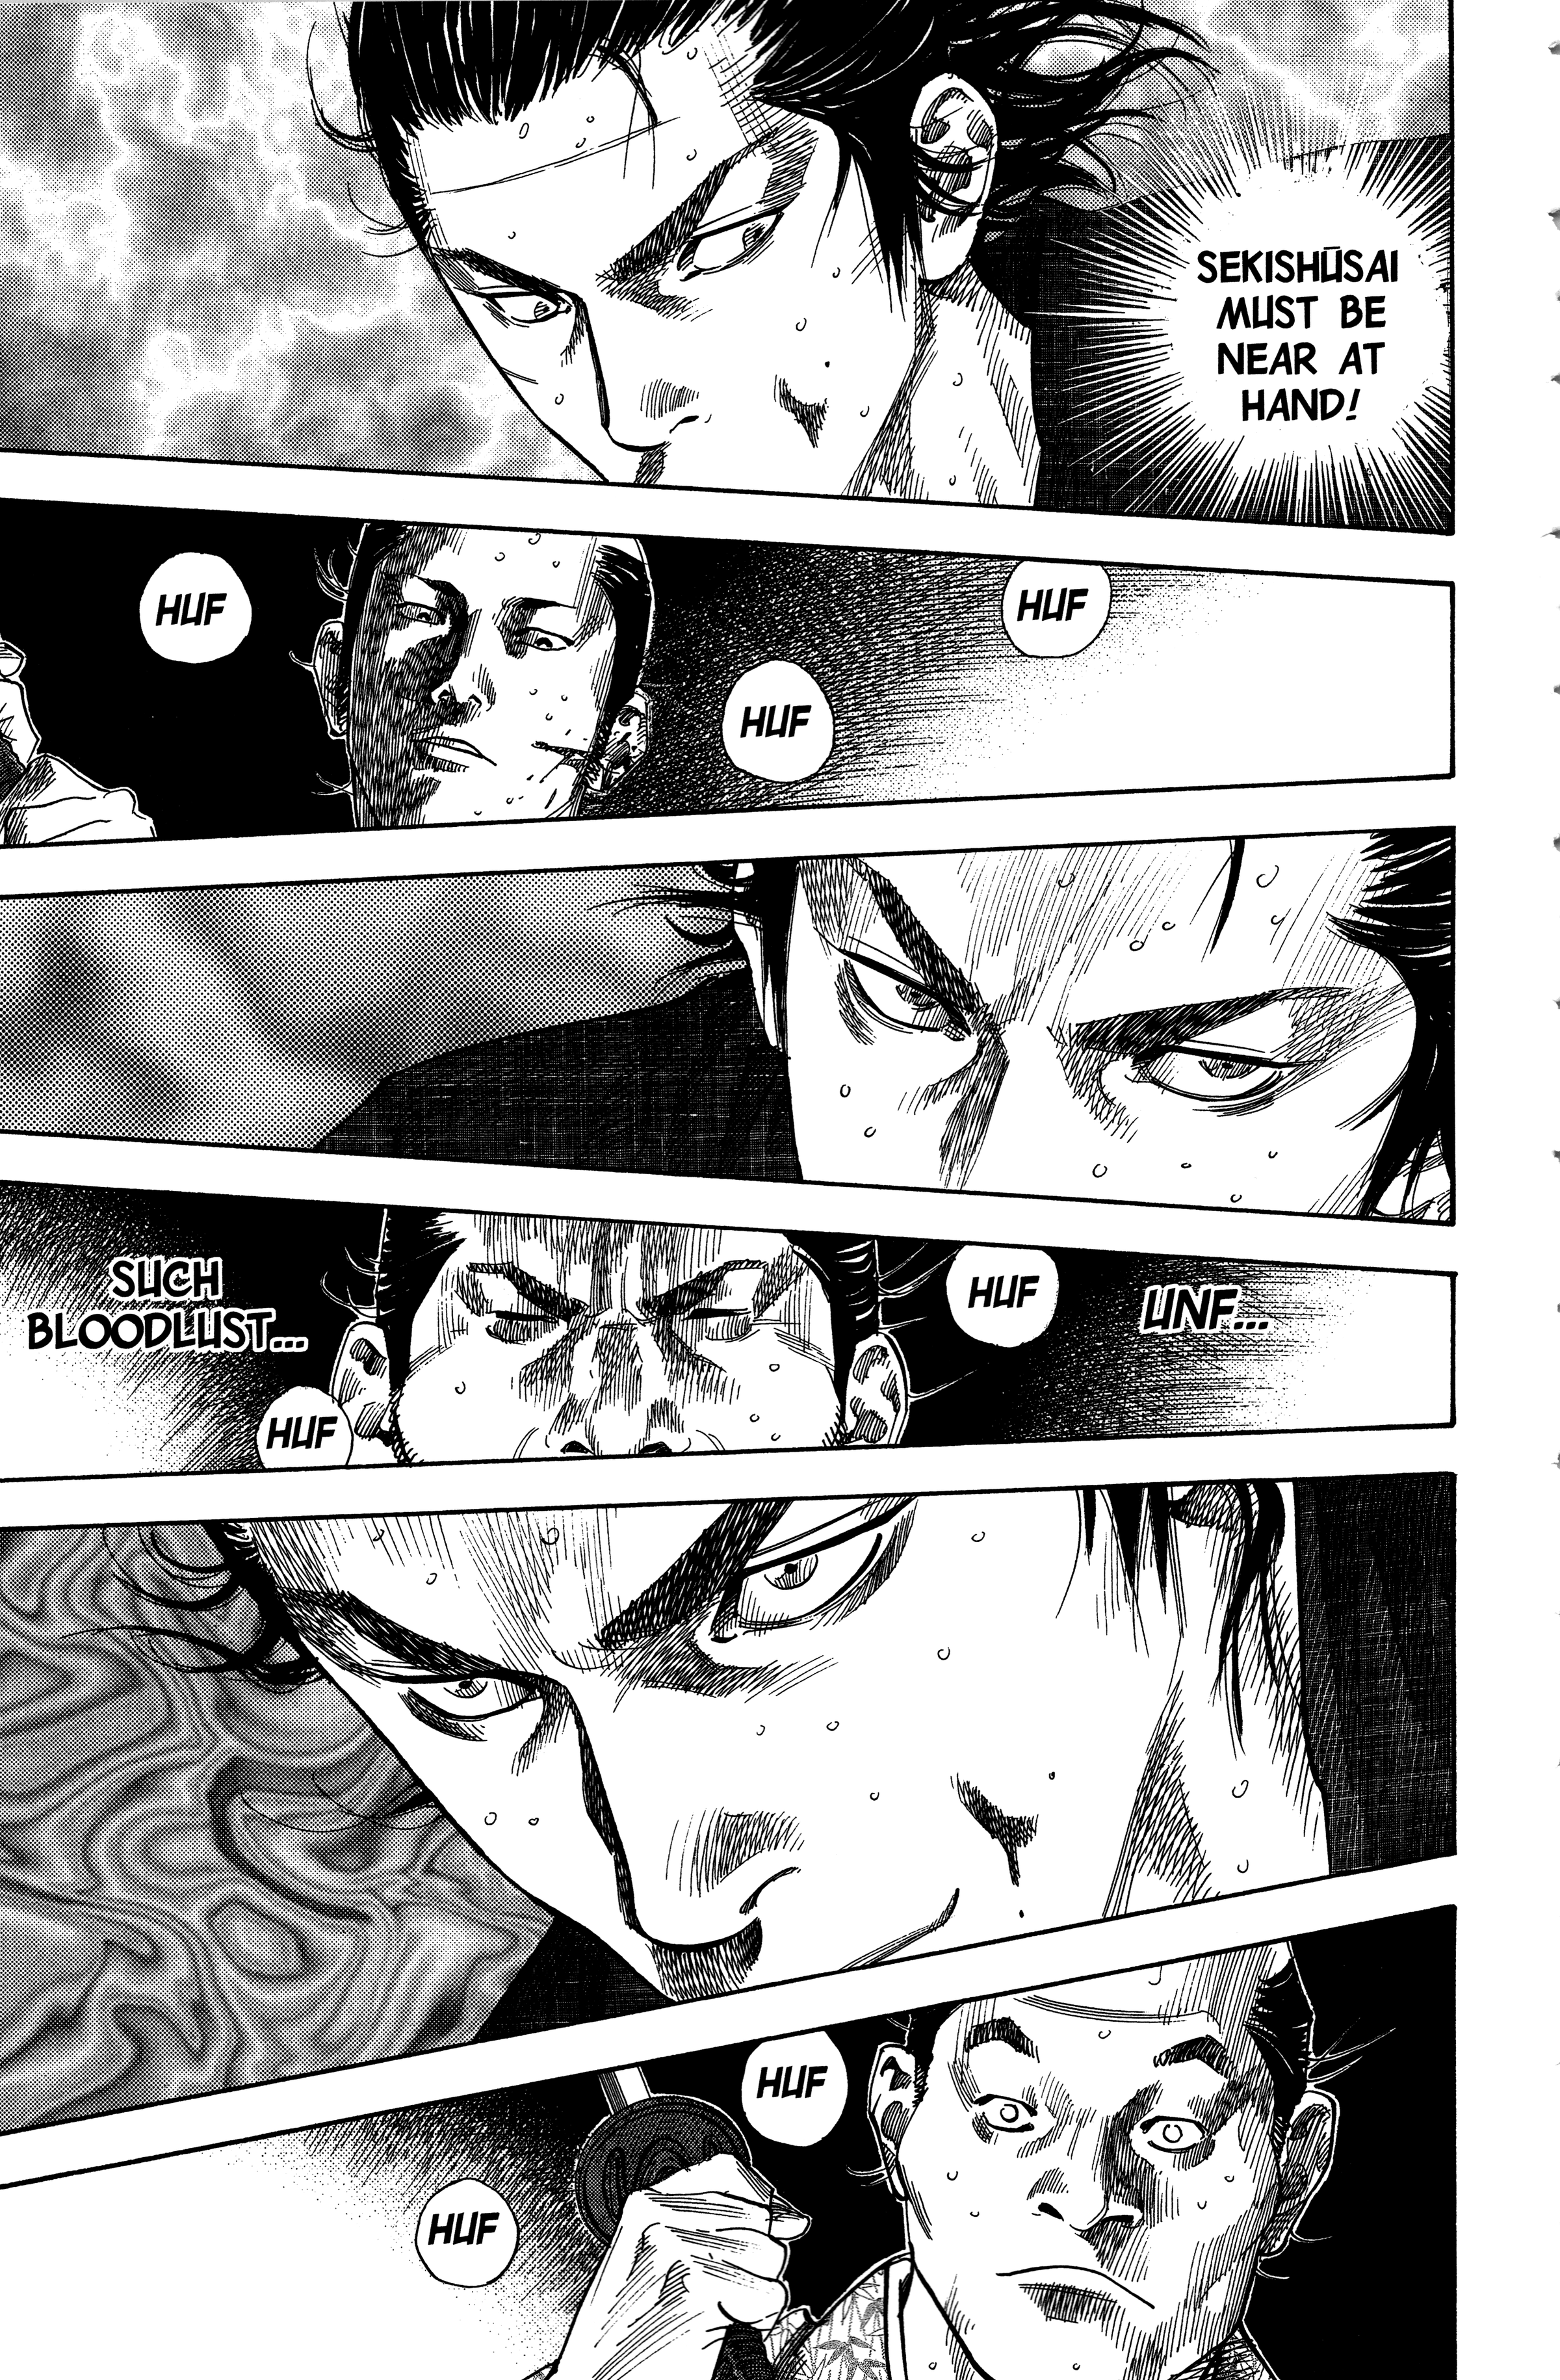 SEKISHŪSAI
MUST BE
NEAR AT
HAND!
HUF
HUF
HUF
UNF...
HUF
SUCH
BLOODLUST...
HUF
HUF
HUF